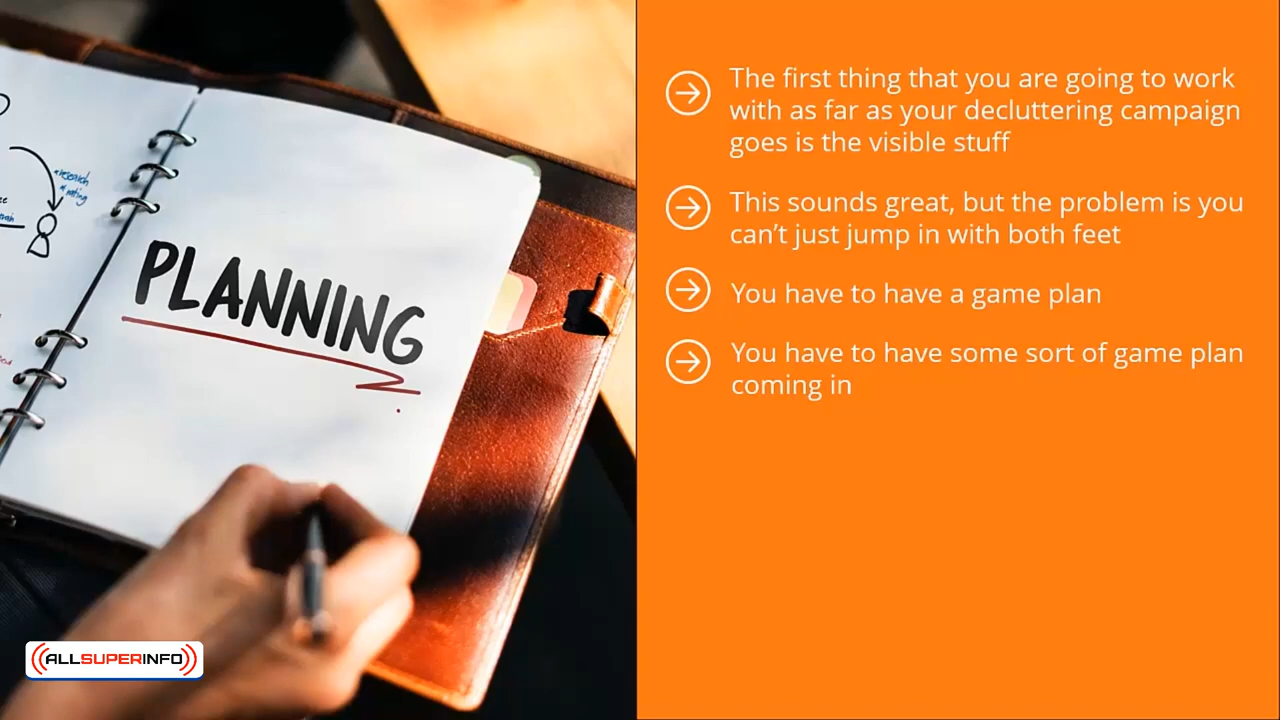 research
& rating
PLANNING
The first thing that you are going to work
with as far as your decluttering campaign
goes is the visible stuff
This sounds great, but the problem is you
can’t just jump in with both feet
You have to have a game plan
You have to have some sort of game plan
coming in
ALLSUPERINFO